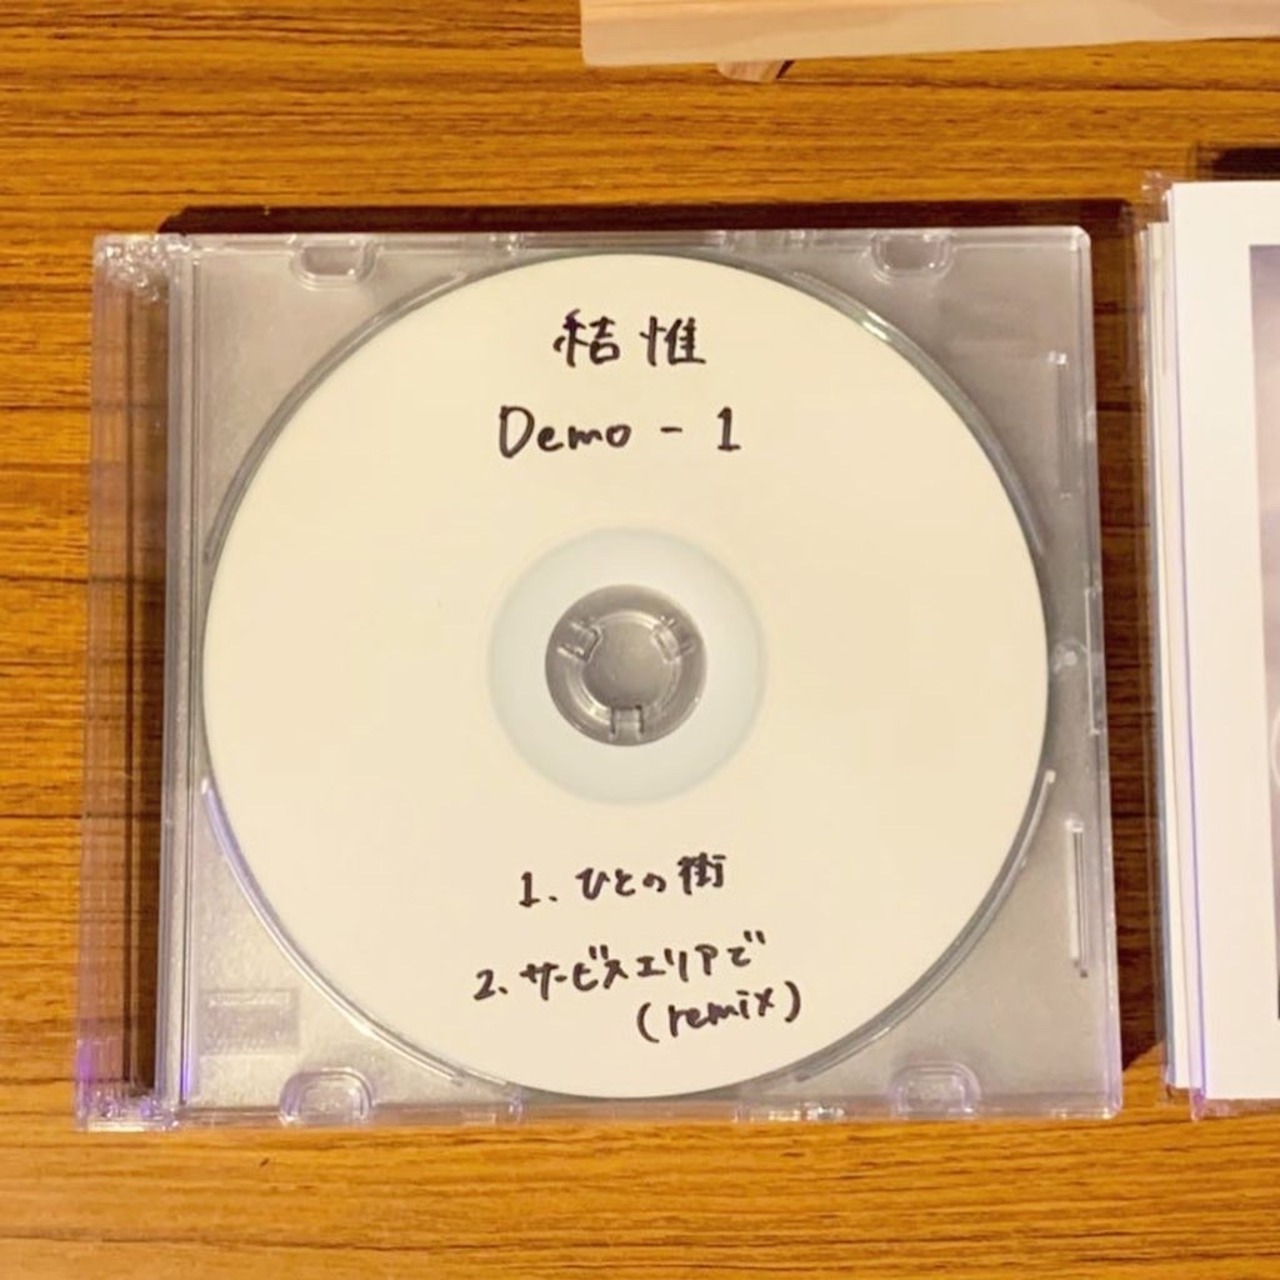 桔惟
Demo - 1
1. ひとの街
2. サービスエリアで
(remix)